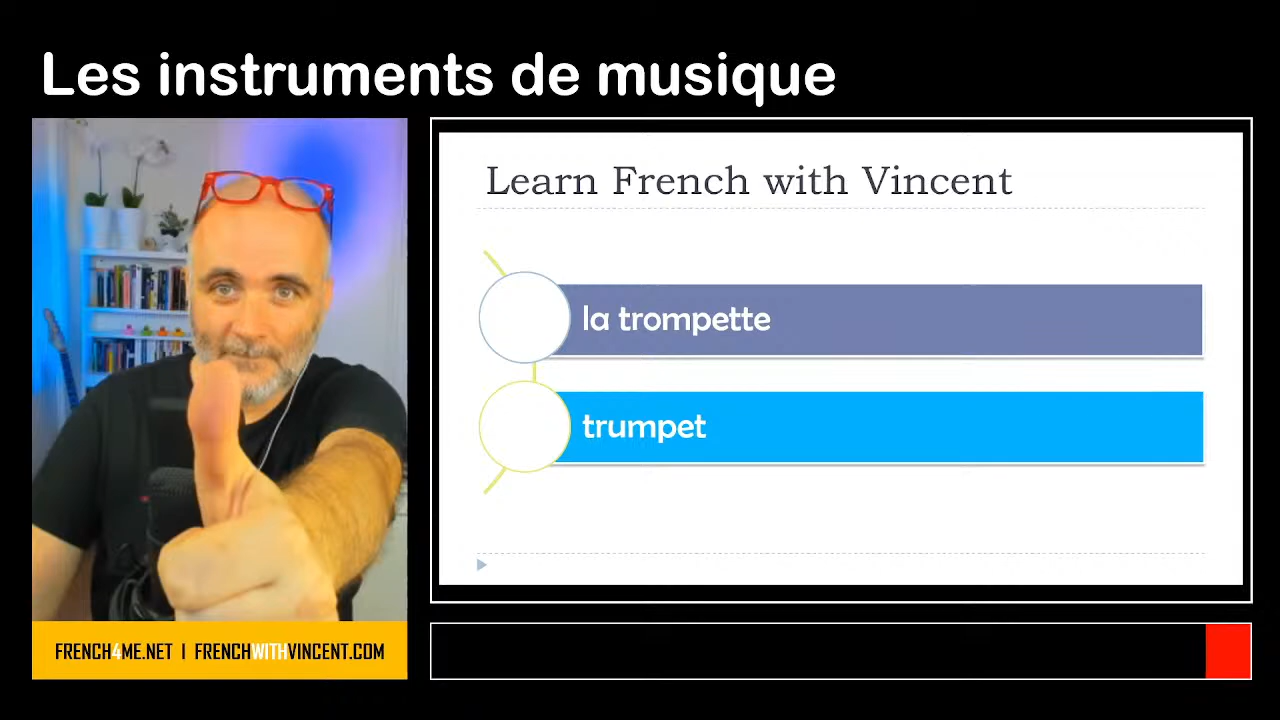 Les instruments de musique
Learn French with Vincent
la trompette
trumpet
FRENCH4ME.NET I FRENCHWITHVINCENT.COM